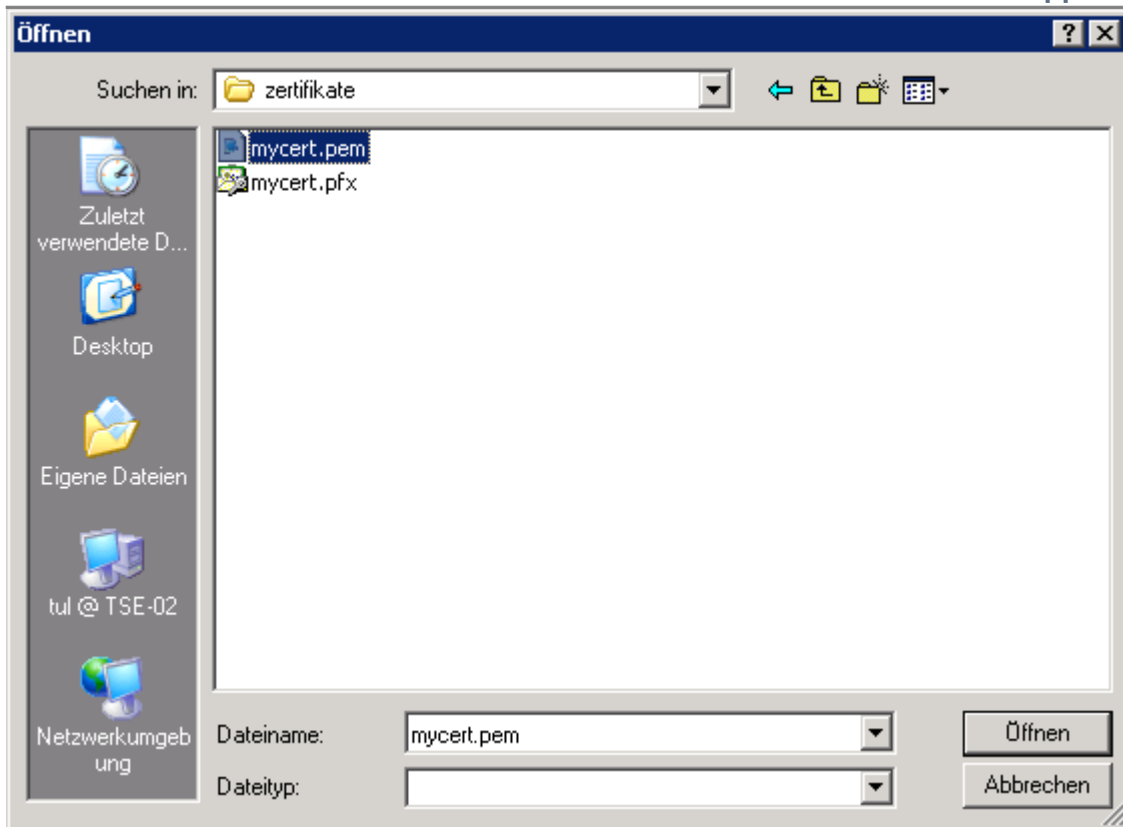 Öffnen
Suchen in:
zertifikate
mycert.pem
mycert.pfx
Zuletzt
verwendete D...
Desktop
Eigene Dateien
tul @ TSE-02
Netzwerkumgeb
ung
Dateiname:
mycert.pem
Öffnen
Dateityp:
Abbrechen